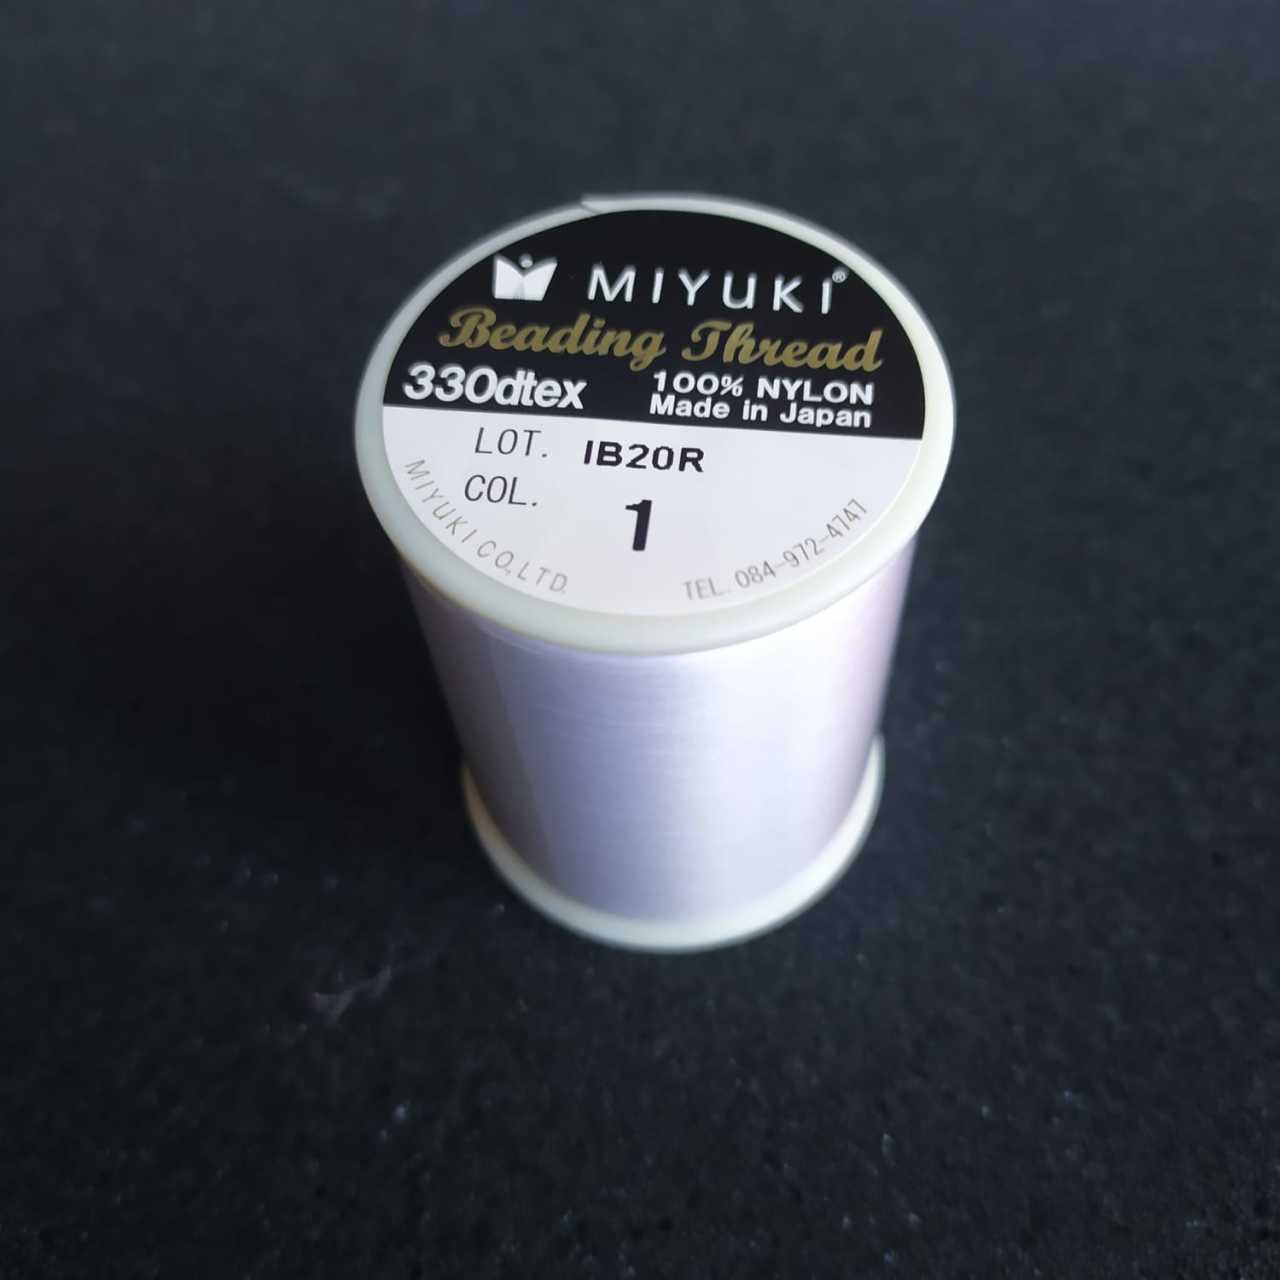 MIYUKI®
Beading Thread
330dtex
100% NYLON
Made in Japan
LOT. IB20R
COL. 1
MIYUKI CO., LTD.
TEL. 084-972-4747